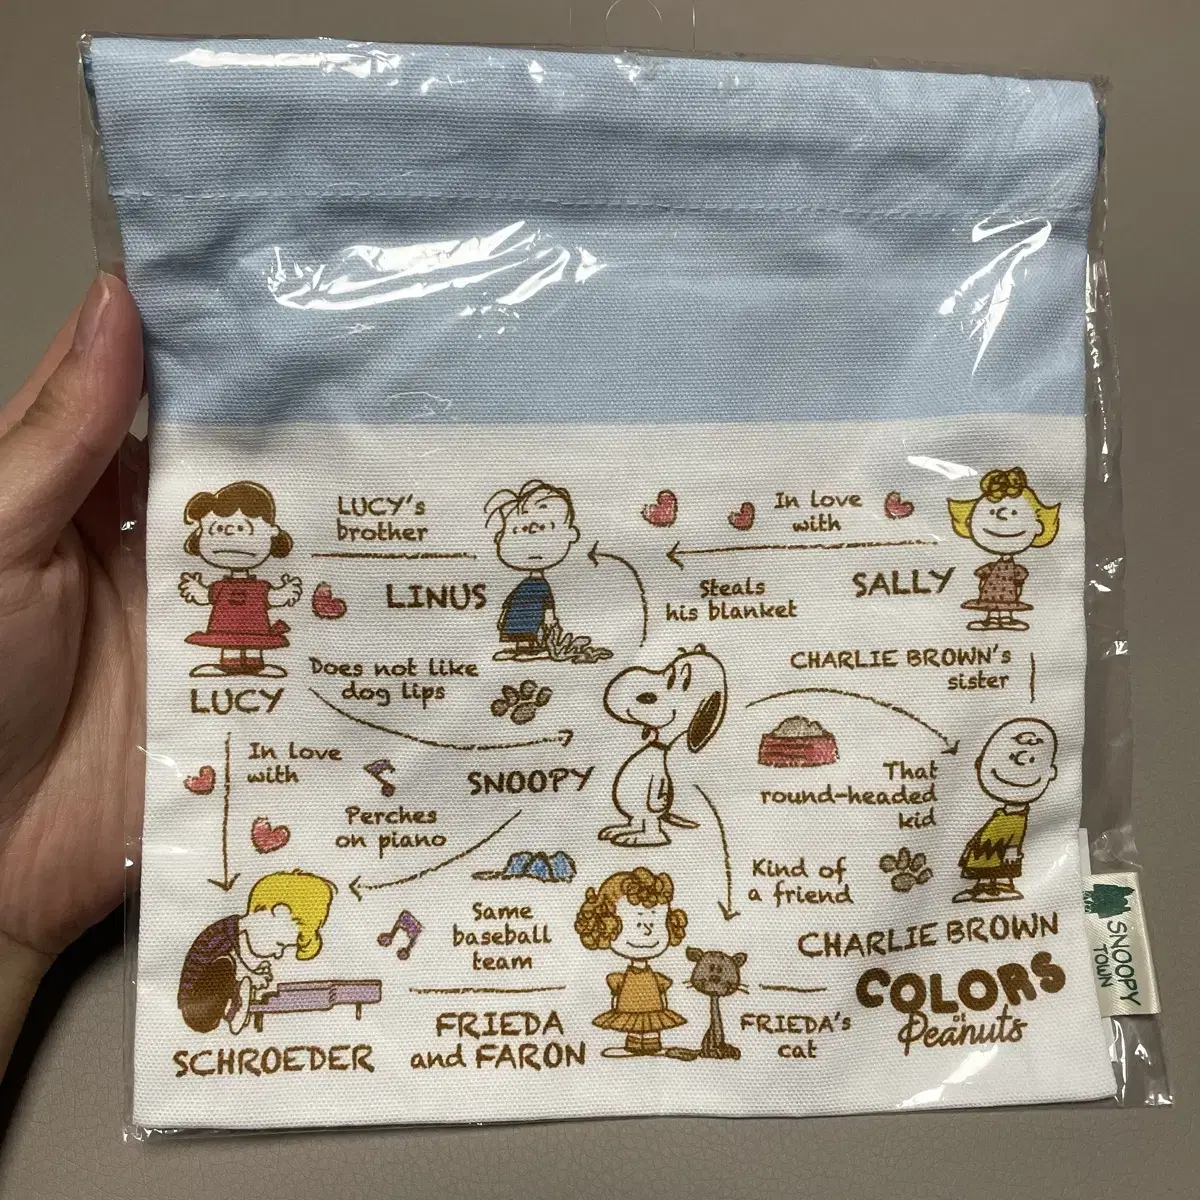 LUCY's
brother
In Love
with
LINUS
Steals
his blanket
SALLY
Does not like
dog lips
CHARLIE BROWN's
sister
LUCY
In love
with
SNOOPY
That
round-headed
kid
Perches
on piano
Kind of
a friend
Same
baseball
team
CHARLIE BROWN
COLORS
of
Peanuts
SNOOPY
TOWN
FRIEDA
and FARON
FRIEDA's
cat
SCHROEDER